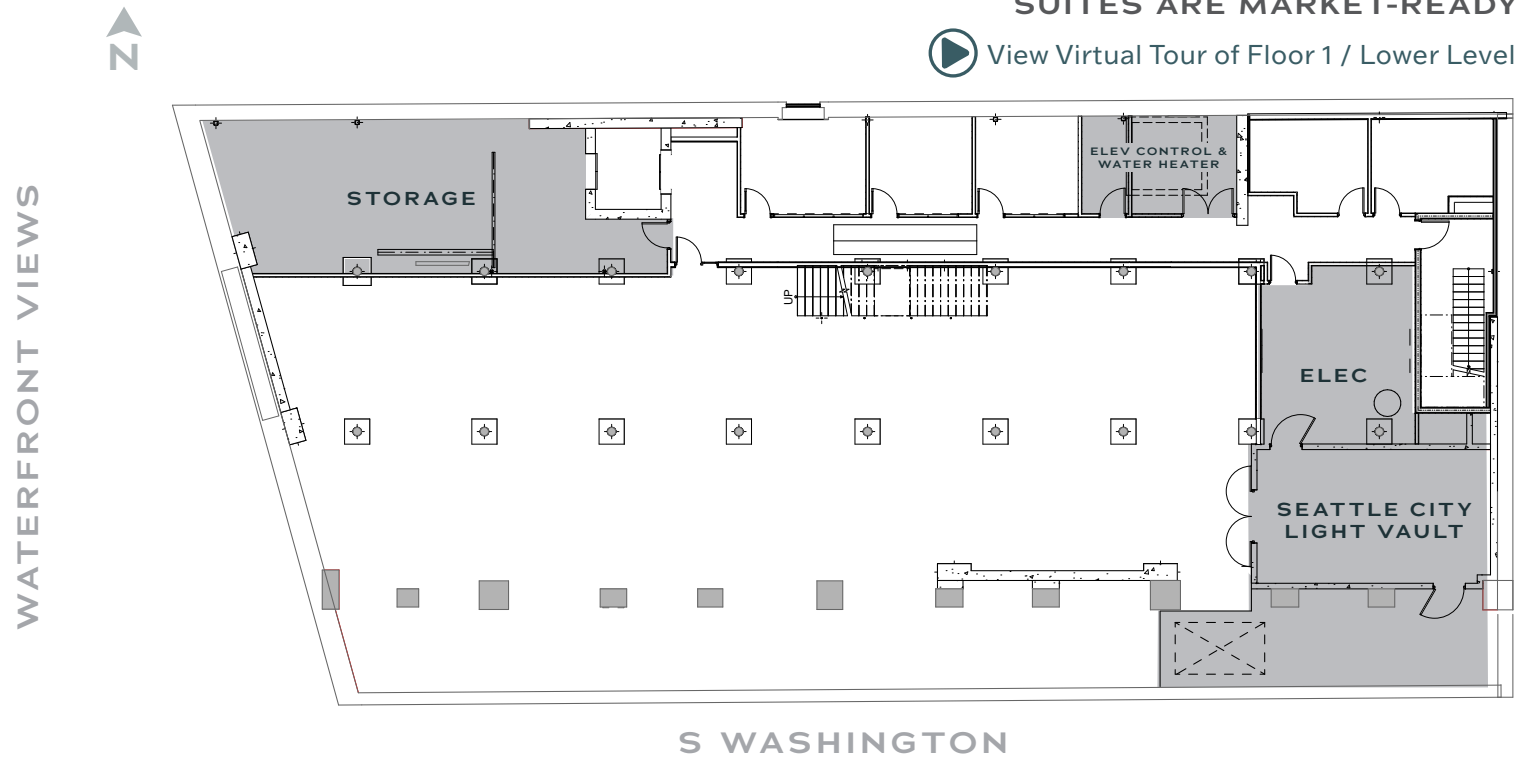 SUITES ARE MARKET-READY
N
View Virtual Tour of Floor 1 / Lower Level
ELEV CONTROL &
WATER HEATER
STORAGE
WATERFRONT VIEWS
UP
ELEC
SEATTLE CITY
LIGHT VAULT
S WASHINGTON